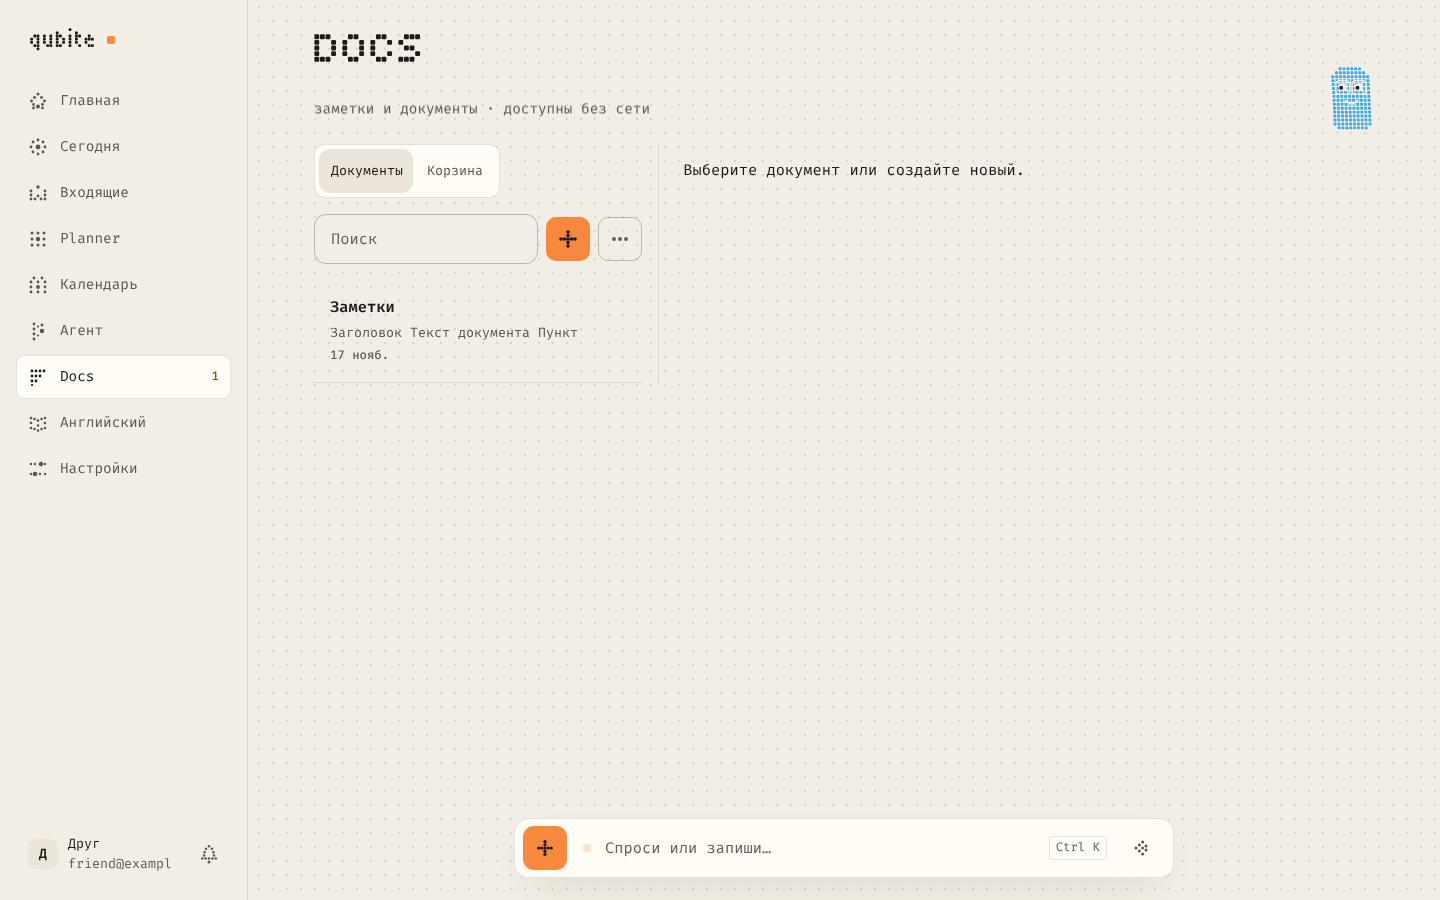 qubite
Главная
Сегодня
Входящие
Planner
Календарь
Агент
Docs 1
Английский
Настройки
Д
Друг
friend@exampl
DOCS
заметки и документы · доступны без сети
Документы Корзина
Поиск
Заметки
Заголовок Текст документа Пункт
17 нояб.
Выберите документ или создайте новый.
Спроси или запиши… Ctrl K